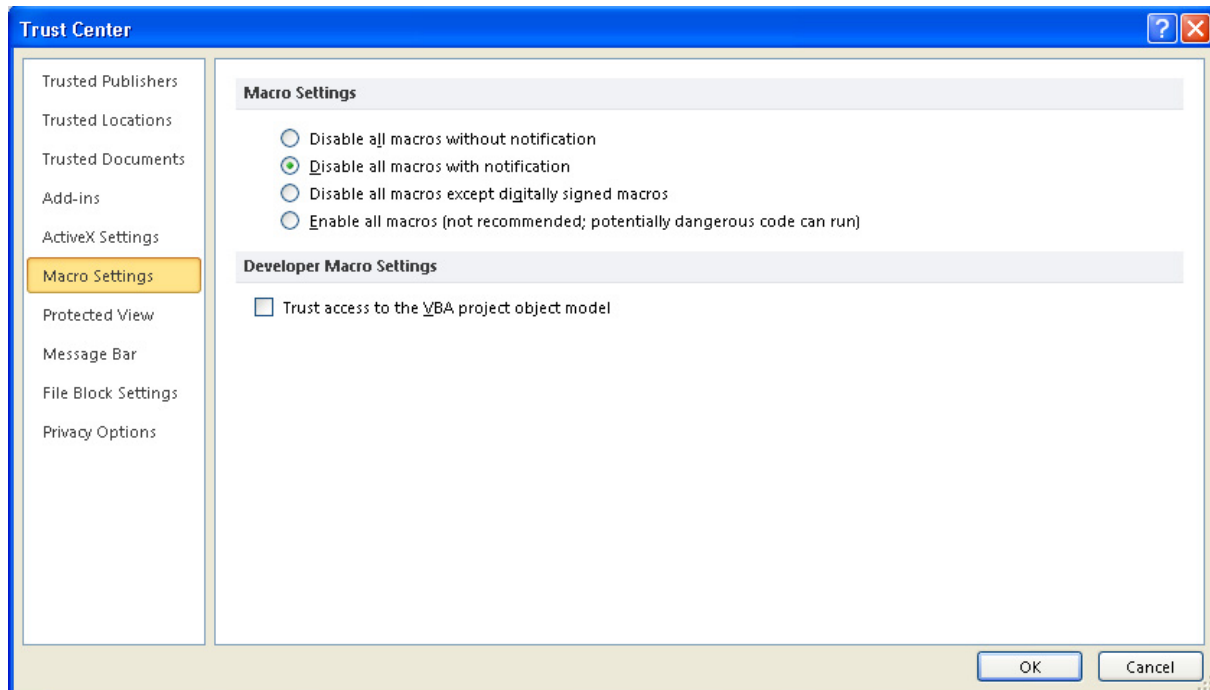 Trust Center
Trusted Publishers
Trusted Locations
Trusted Documents
Add-ins
ActiveX Settings
Macro Settings
Protected View
Message Bar
File Block Settings
Privacy Options
Macro Settings
Disable all macros without notification
Disable all macros with notification
Disable all macros except digitally signed macros
Enable all macros (not recommended; potentially dangerous code can run)
Developer Macro Settings
Trust access to the VBA project object model
OK
Cancel